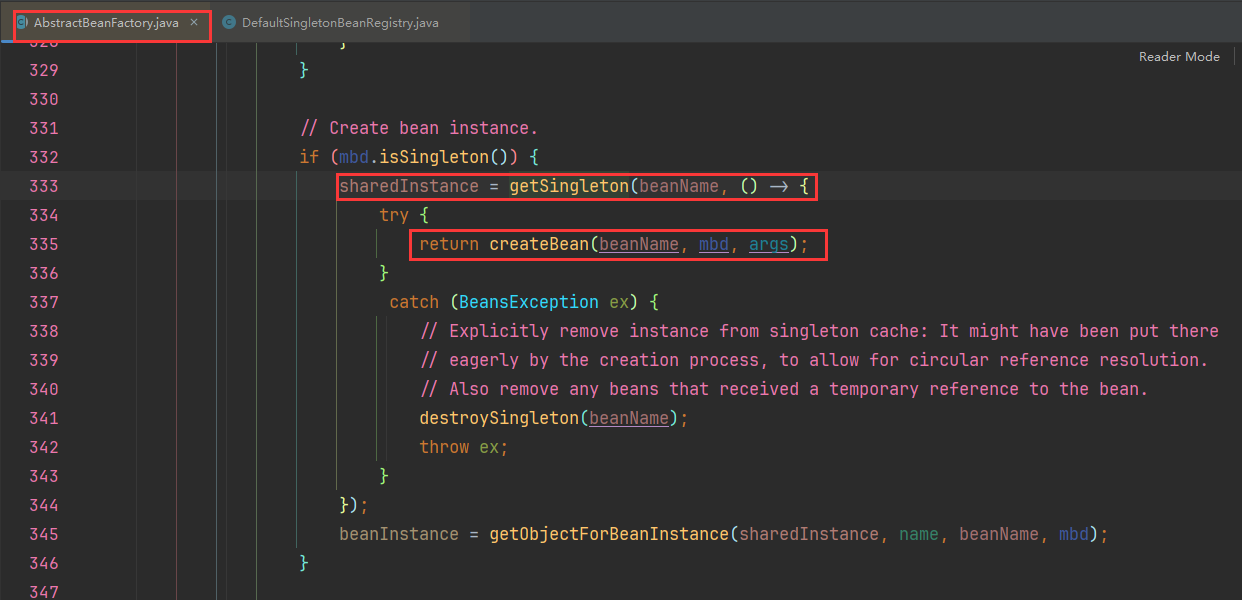 AbstractBeanFactory.java × DefaultSingletonBeanRegistry.java
Reader Mode
328 }
329 }
330
331 // Create bean instance.
332 if (mbd.isSingleton()) {
333 sharedInstance = getSingleton(beanName, () -> {
334 try {
335 return createBean(beanName, mbd, args);
336 }
337 catch (BeansException ex) {
338 // Explicitly remove instance from singleton cache: It might have been put there
339 // eagerly by the creation process, to allow for circular reference resolution.
340 // Also remove any beans that received a temporary reference to the bean.
341 destroySingleton(beanName);
342 throw ex;
343 }
344 });
345 beanInstance = getObjectForBeanInstance(sharedInstance, name, beanName, mbd);
346 }
347